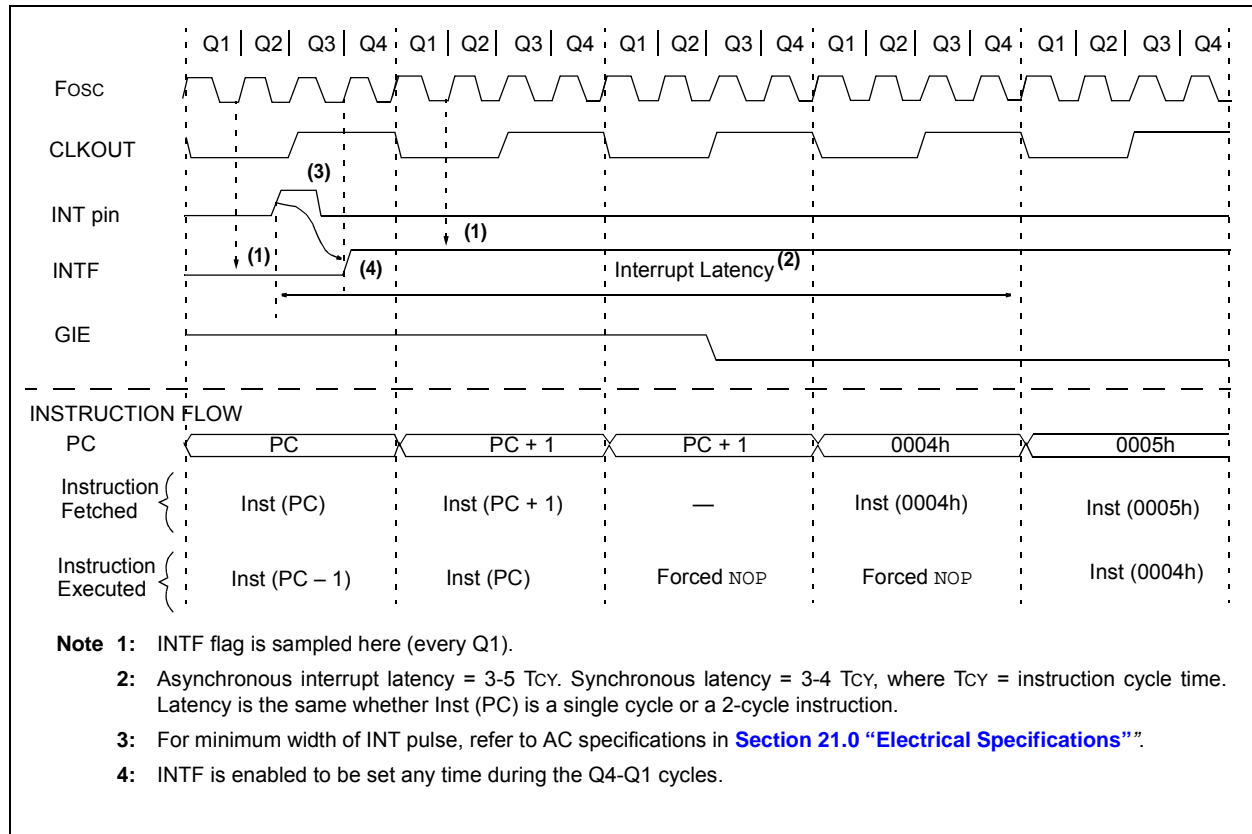 Q1 | Q2 | Q3 | Q4 Q1 | Q2 | Q3 | Q4 Q1 | Q2 | Q3 | Q4 Q1 | Q2 | Q3 | Q4 Q1 | Q2 | Q3 | Q4
FOSC
CLKOUT
(3)
INT pin
(1)
(1)
INTF
(4)
Interrupt Latency(2)
GIE
INSTRUCTION FLOW
PC PC PC + 1 PC + 1 0004h 0005h
Instruction
Fetched
Inst (PC) Inst (PC + 1) — Inst (0004h) Inst (0005h)
Instruction
Executed
Inst (PC – 1) Inst (PC) Forced NOP Forced NOP Inst (0004h)
Note 1: INTF flag is sampled here (every Q1).
2: Asynchronous interrupt latency = 3-5 TCY. Synchronous latency = 3-4 TCY, where TCY = instruction cycle time.
Latency is the same whether Inst (PC) is a single cycle or a 2-cycle instruction.
3: For minimum width of INT pulse, refer to AC specifications in Section 21.0 “Electrical Specifications””.
4: INTF is enabled to be set any time during the Q4-Q1 cycles.